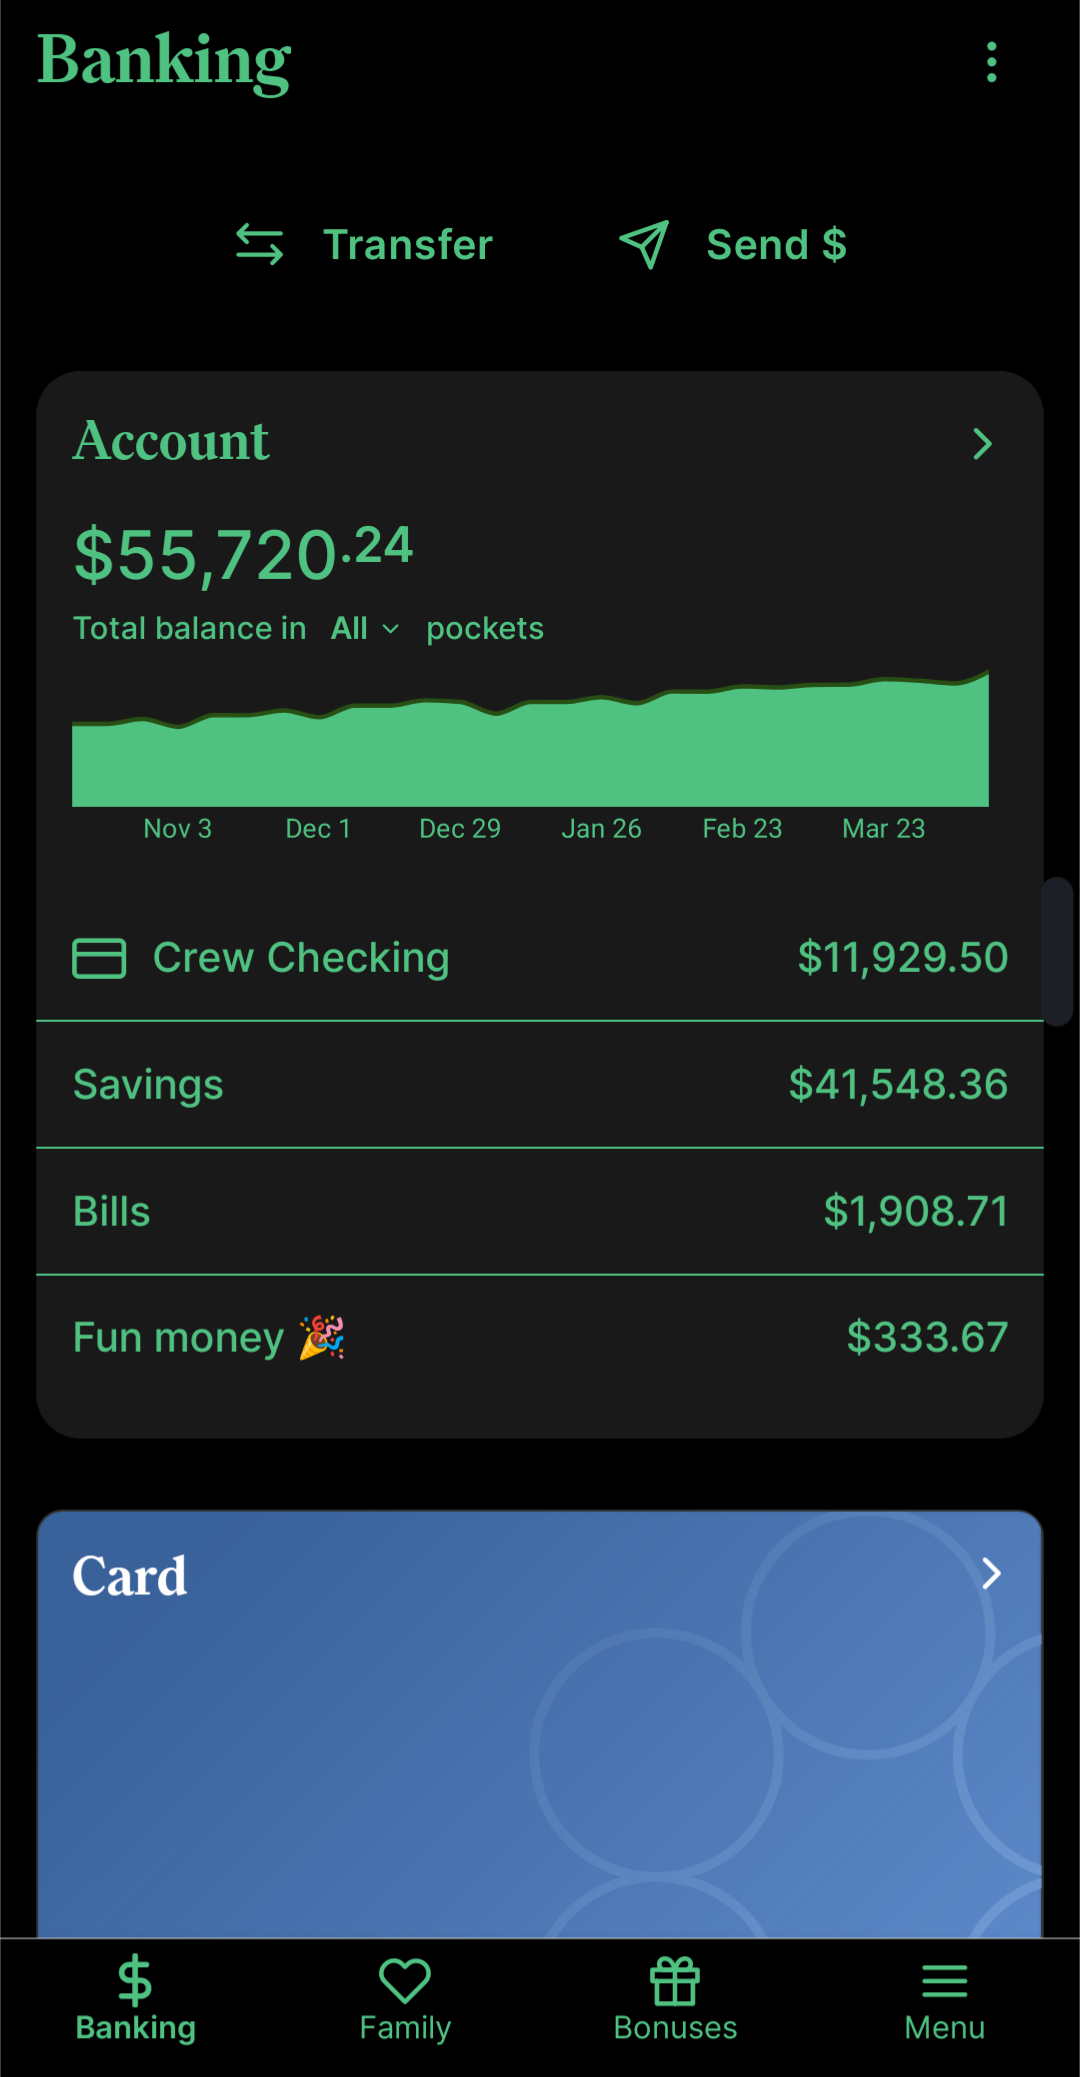 Banking
Transfer Send $
Account
$55,720.24
Total balance in All pockets
Nov 3 Dec 1 Dec 29 Jan 26 Feb 23 Mar 23
Crew Checking $11,929.50
Savings $41,548.36
Bills $1,908.71
Fun money 🎉 $333.67
Card
Banking Family Bonuses Menu